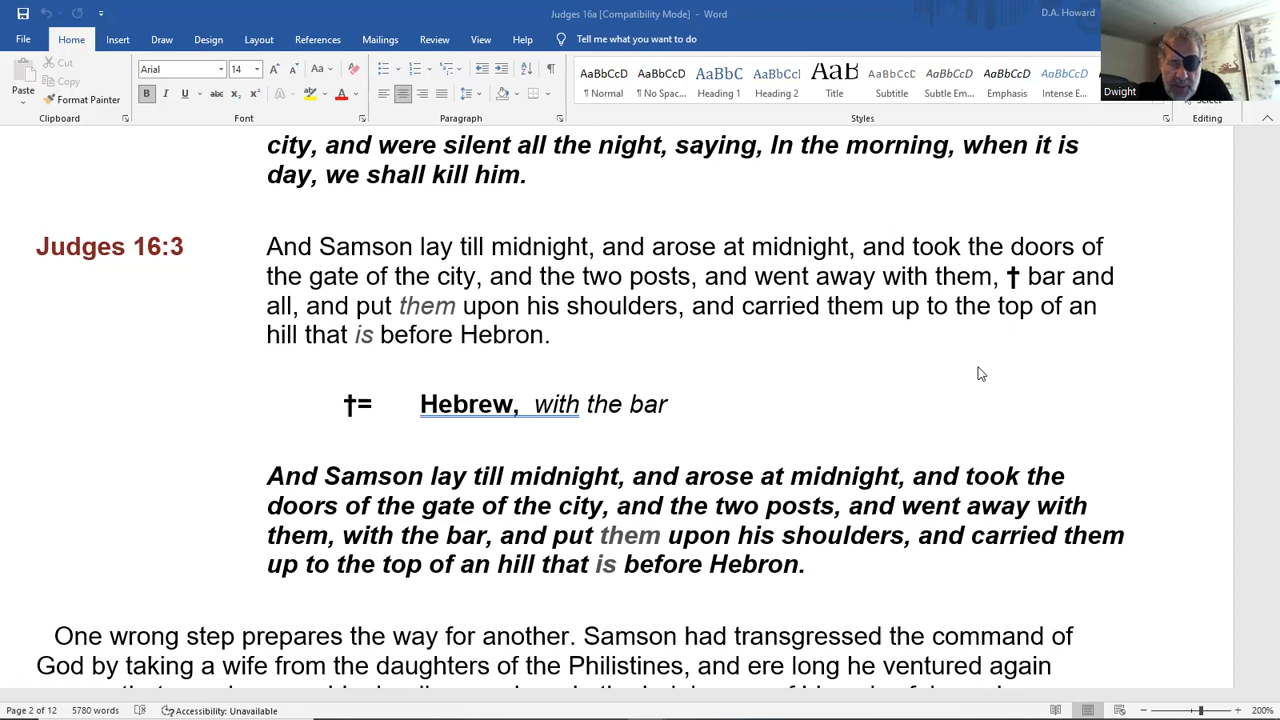 Judges 16a [Compatibility Mode] - Word
D.A. Howard
File Home Insert Draw Design Layout References Mailings Review View Help Tell me what you want to do
Dwight
Paste
Cut
Copy
Format Painter
Arial 14
Aa
B I U abc x₂ x²
AaBbCcD AaBbCcD AaBbC AaBbCcI AaB AaBbCcD AaBbCcD AaBbCcD AaBbCcD
¶ Normal ¶ No Spac... Heading 1 Heading 2 Title Subtitle Subtle Em... Emphasis Intense E...
Select
Clipboard Font Paragraph Styles Editing
city, and were silent all the night, saying, In the morning, when it is
day, we shall kill him.
Judges 16:3 And Samson lay till midnight, and arose at midnight, and took the doors of
the gate of the city, and the two posts, and went away with them, † bar and
all, and put them upon his shoulders, and carried them up to the top of an
hill that is before Hebron.
†= Hebrew, with the bar
And Samson lay till midnight, and arose at midnight, and took the
doors of the gate of the city, and the two posts, and went away with
them, with the bar, and put them upon his shoulders, and carried them
up to the top of an hill that is before Hebron.
One wrong step prepares the way for another. Samson had transgressed the command of
God by taking a wife from the daughters of the Philistines, and ere long he ventured again
Page 2 of 12 5780 words Accessibility: Unavailable 200%